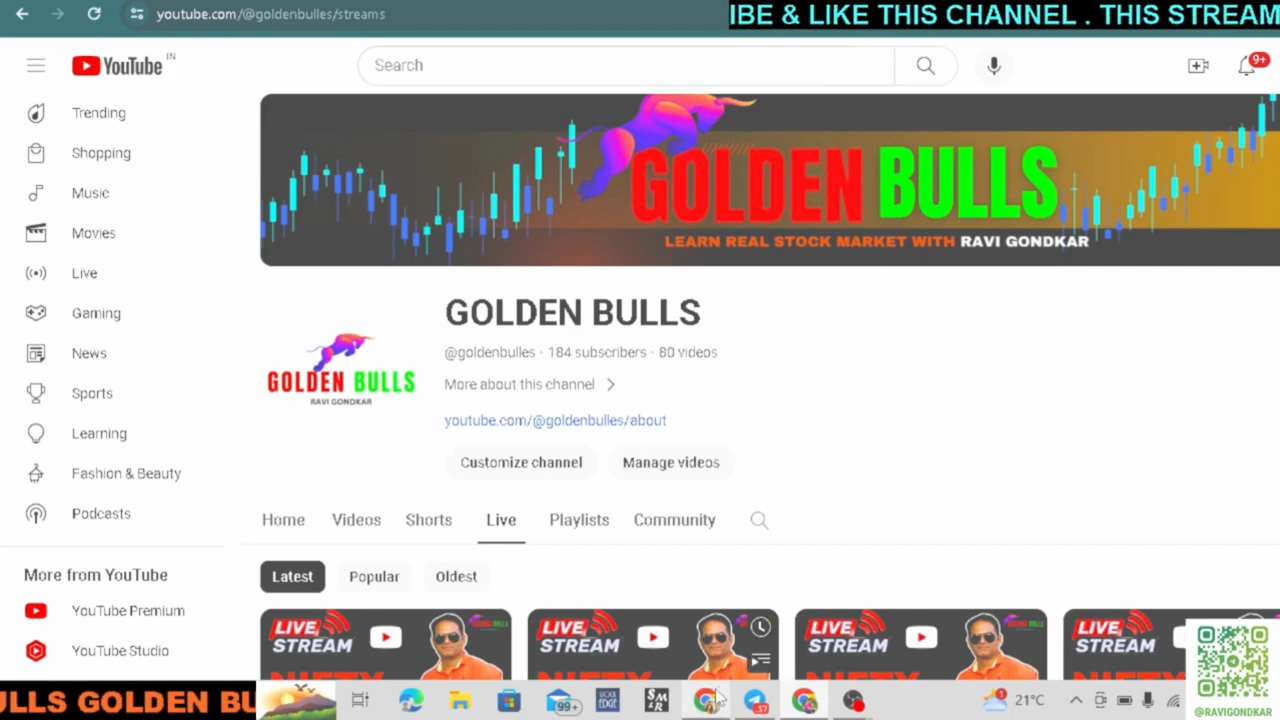 youtube.com/@goldenbulles/streams
IBE & LIKE THIS CHANNEL . THIS STREAM
YouTube IN
Search
9+
Trending
Shopping
Music
Movies
Live
Gaming
News
Sports
Learning
Fashion & Beauty
Podcasts
More from YouTube
YouTube Premium
YouTube Studio
GOLDEN BULLS
LEARN REAL STOCK MARKET WITH RAVI GONDKAR
GOLDEN BULLS
RAVI GONDKAR
GOLDEN BULLS
@goldenbulles · 184 subscribers · 80 videos
More about this channel
youtube.com/@goldenbulles/about
Customize channel
Manage videos
Home
Videos
Shorts
Live
Playlists
Community
Latest
Popular
Oldest
LIVE
STREAM
LIVE
STREAM
LIVE
STREAM
LIVE
STREAM
ULLS GOLDEN BU
99+
57
1
21°C
@RAVIGONDKAR